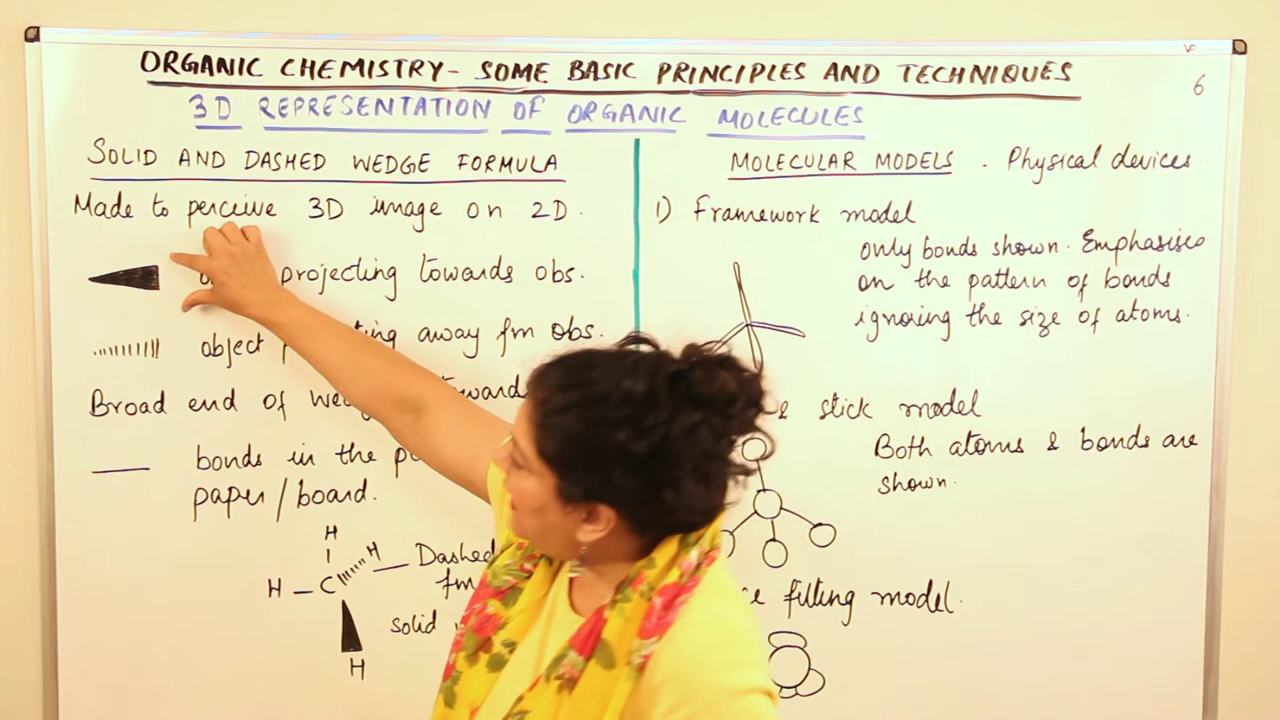 ORGANIC CHEMISTRY- SOME BASIC PRINCIPLES AND TECHNIQUES
6
3D REPRESENTATION OF ORGANIC MOLECULES
SOLID AND DASHED WEDGE FORMULA
Made to perceive 3D image on 2D.
projecting towards obs.
object away fm obs.
Broad end of
bonds in the
paper/board.
H
H
H - C
Dashed
fm
solid
H
MOLECULAR MODELS - Physical devices
1) Framework model
only bonds shown. Emphasises
on the pattern of bonds
ignoring the size of atoms.
stick model
Both atoms & bonds are
shown.
filling model.